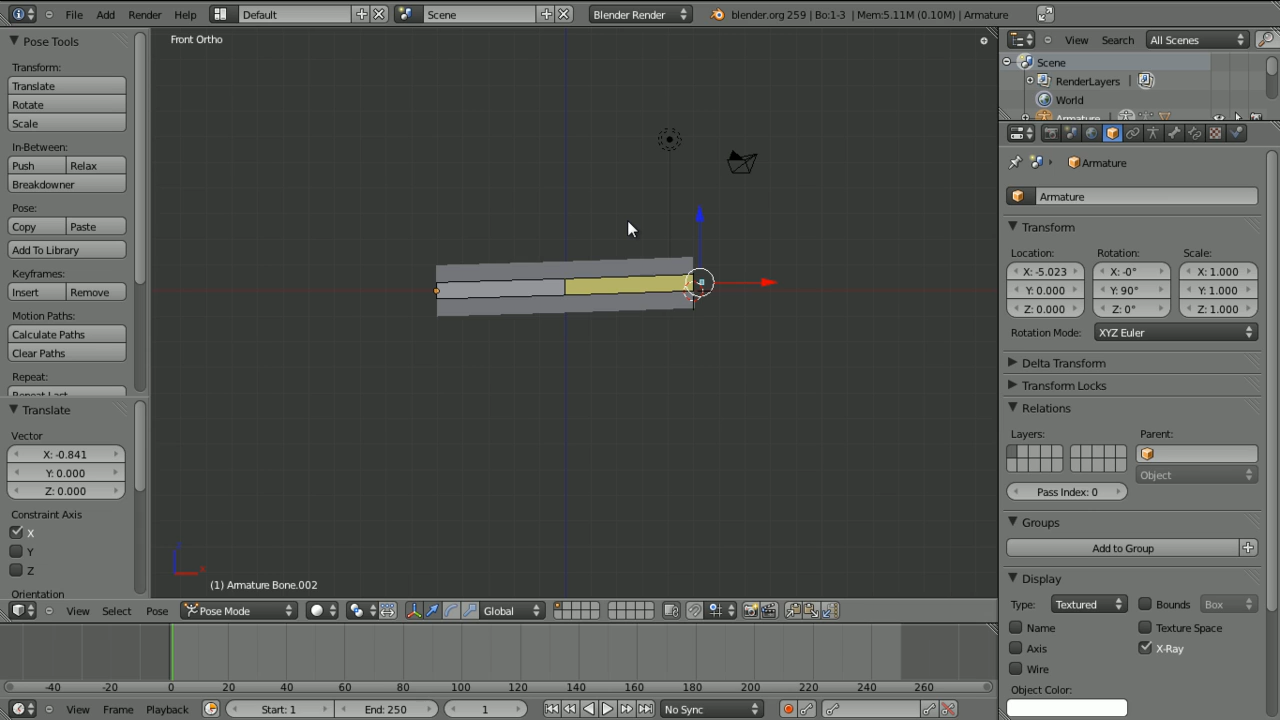 File Add Render Help Default Scene Blender Render blender.org 259 | Bo:1-3 | Mem:5.11M (0.10M) | Armature
Pose Tools
Transform:
Translate
Rotate
Scale
In-Between:
Push Relax
Breakdowner
Pose:
Copy Paste
Add To Library
Keyframes:
Insert Remove
Motion Paths:
Calculate Paths
Clear Paths
Repeat:
Translate
Vector
X: -0.841
Y: 0.000
Z: 0.000
Constraint Axis
X
Y
Z
Orientation
Front Ortho
z
x
(1) Armature Bone.002
View Select Pose Pose Mode Global
-40 -20 0 20 40 60 80 100 120 140 160 180 200 220 240 260
View Frame Playback Start: 1 End: 250 1 No Sync
View Search All Scenes
Scene
RenderLayers
World
Armature
Armature
Armature
Transform
Location: Rotation: Scale:
X: -5.023 X: -0° X: 1.000
Y: 0.000 Y: 90° Y: 1.000
Z: 0.000 Z: 0° Z: 1.000
Rotation Mode: XYZ Euler
Delta Transform
Transform Locks
Relations
Layers: Parent:
Object
Pass Index: 0
Groups
Add to Group
Display
Type: Textured Bounds Box
Name Texture Space
Axis X-Ray
Wire
Object Color: